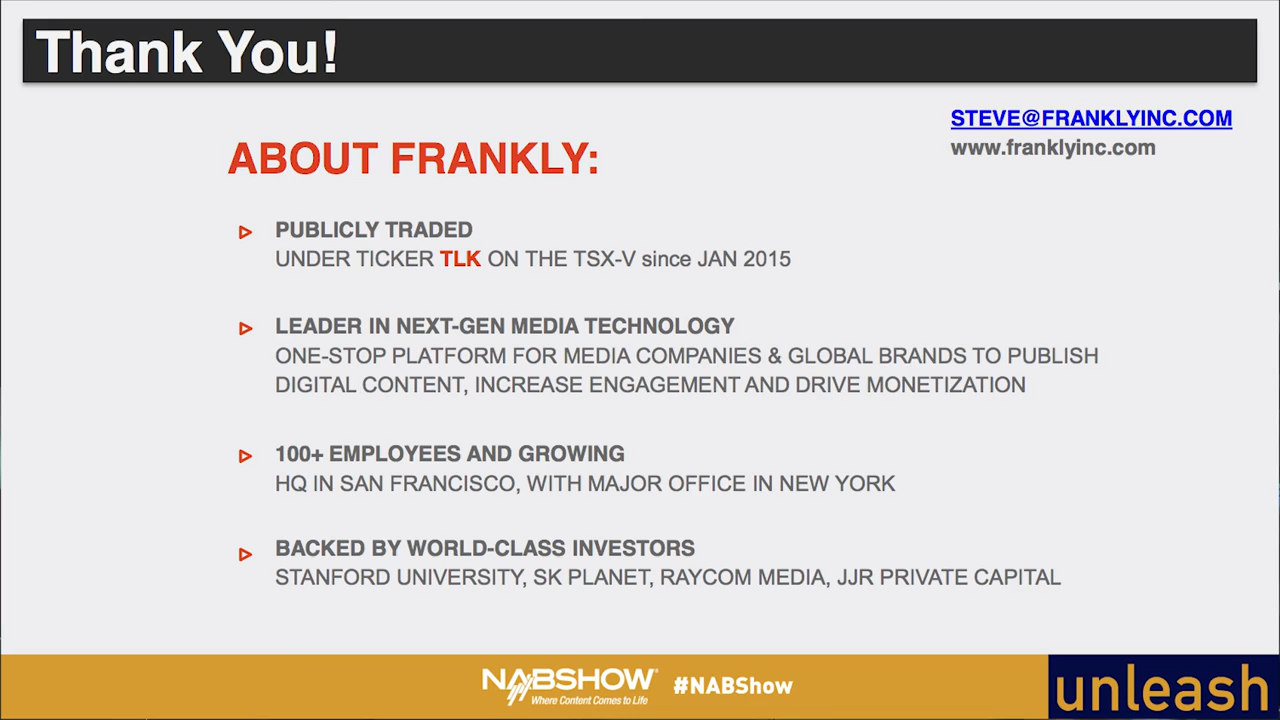 Thank You!
STEVE@FRANKLYINC.COM
www.franklyinc.com
ABOUT FRANKLY:
PUBLICLY TRADED
UNDER TICKER TLK ON THE TSX-V since JAN 2015
LEADER IN NEXT-GEN MEDIA TECHNOLOGY
ONE-STOP PLATFORM FOR MEDIA COMPANIES & GLOBAL BRANDS TO PUBLISH
DIGITAL CONTENT, INCREASE ENGAGEMENT AND DRIVE MONETIZATION
100+ EMPLOYEES AND GROWING
HQ IN SAN FRANCISCO, WITH MAJOR OFFICE IN NEW YORK
BACKED BY WORLD-CLASS INVESTORS
STANFORD UNIVERSITY, SK PLANET, RAYCOM MEDIA, JJR PRIVATE CAPITAL
NABSHOW®
Where Content Comes to Life
#NABShow
unleash